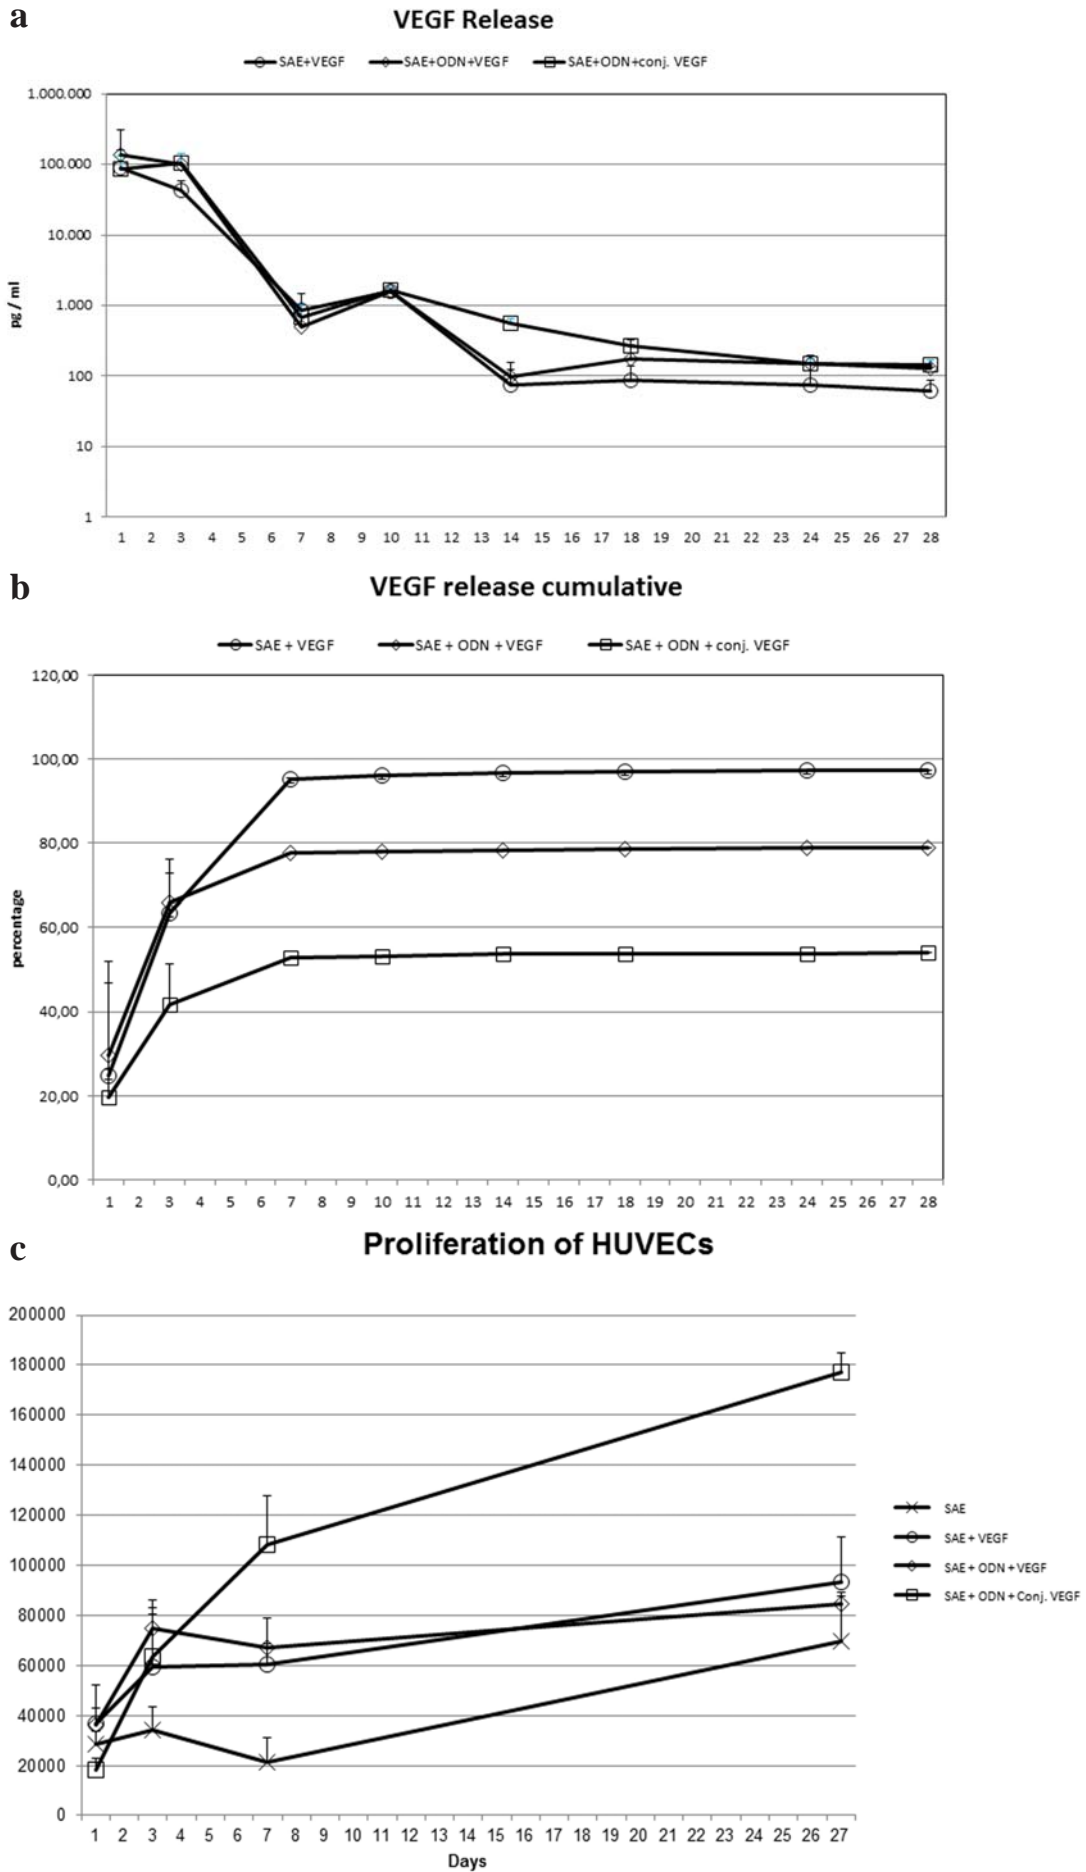 a
VEGF Release
SAE+VEGF SAE+ODN+VEGF SAE+ODN+conj. VEGF
1.000.000
100.000
10.000
1.000
100
10
1
pg / ml
1 2 3 4 5 6 7 8 9 10 11 12 13 14 15 16 17 18 19 20 21 22 23 24 25 26 27 28
b
VEGF release cumulative
SAE + VEGF SAE + ODN + VEGF SAE + ODN + conj. VEGF
120,00
100,00
80,00
60,00
40,00
20,00
0,00
percentage
1 2 3 4 5 6 7 8 9 10 11 12 13 14 15 16 17 18 19 20 21 22 23 24 25 26 27 28
c
Proliferation of HUVECs
200000
180000
160000
140000
120000
100000
80000
60000
40000
20000
0
SAE
SAE + VEGF
SAE + ODN + VEGF
SAE + ODN + Conj. VEGF
1 2 3 4 5 6 7 8 9 10 11 12 13 14 15 16 17 18 19 20 21 22 23 24 25 26 27
Days